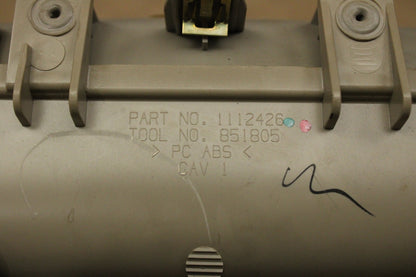 PART NO. 1112426
TOOL NO. 851805
> PC ABS <
CAV 1